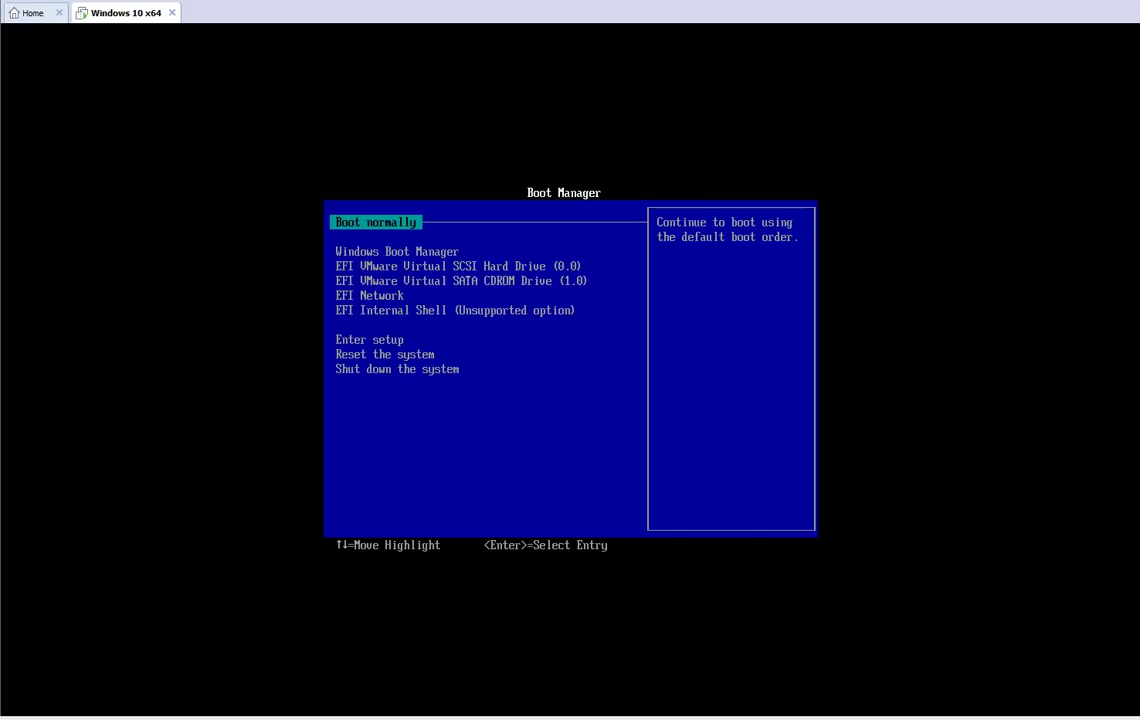 Home
Windows 10 x64
Boot Manager
Boot normally
Continue to boot using
the default boot order.
Windows Boot Manager
EFI VMware Virtual SCSI Hard Drive (0.0)
EFI VMware Virtual SATA CDROM Drive (1.0)
EFI Network
EFI Internal Shell (Unsupported option)
Enter setup
Reset the system
Shut down the system
↑↓=Move Highlight <Enter>=Select Entry